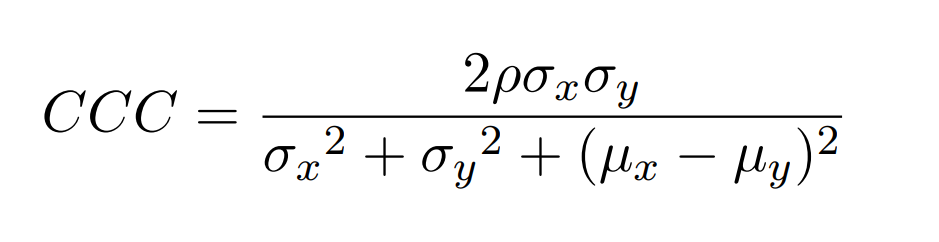 CCC = \frac{2\rho\sigma_x\sigma_y}{{\sigma_x}^2 + {\sigma_y}^2 + (\mu_x - \mu_y)^2}